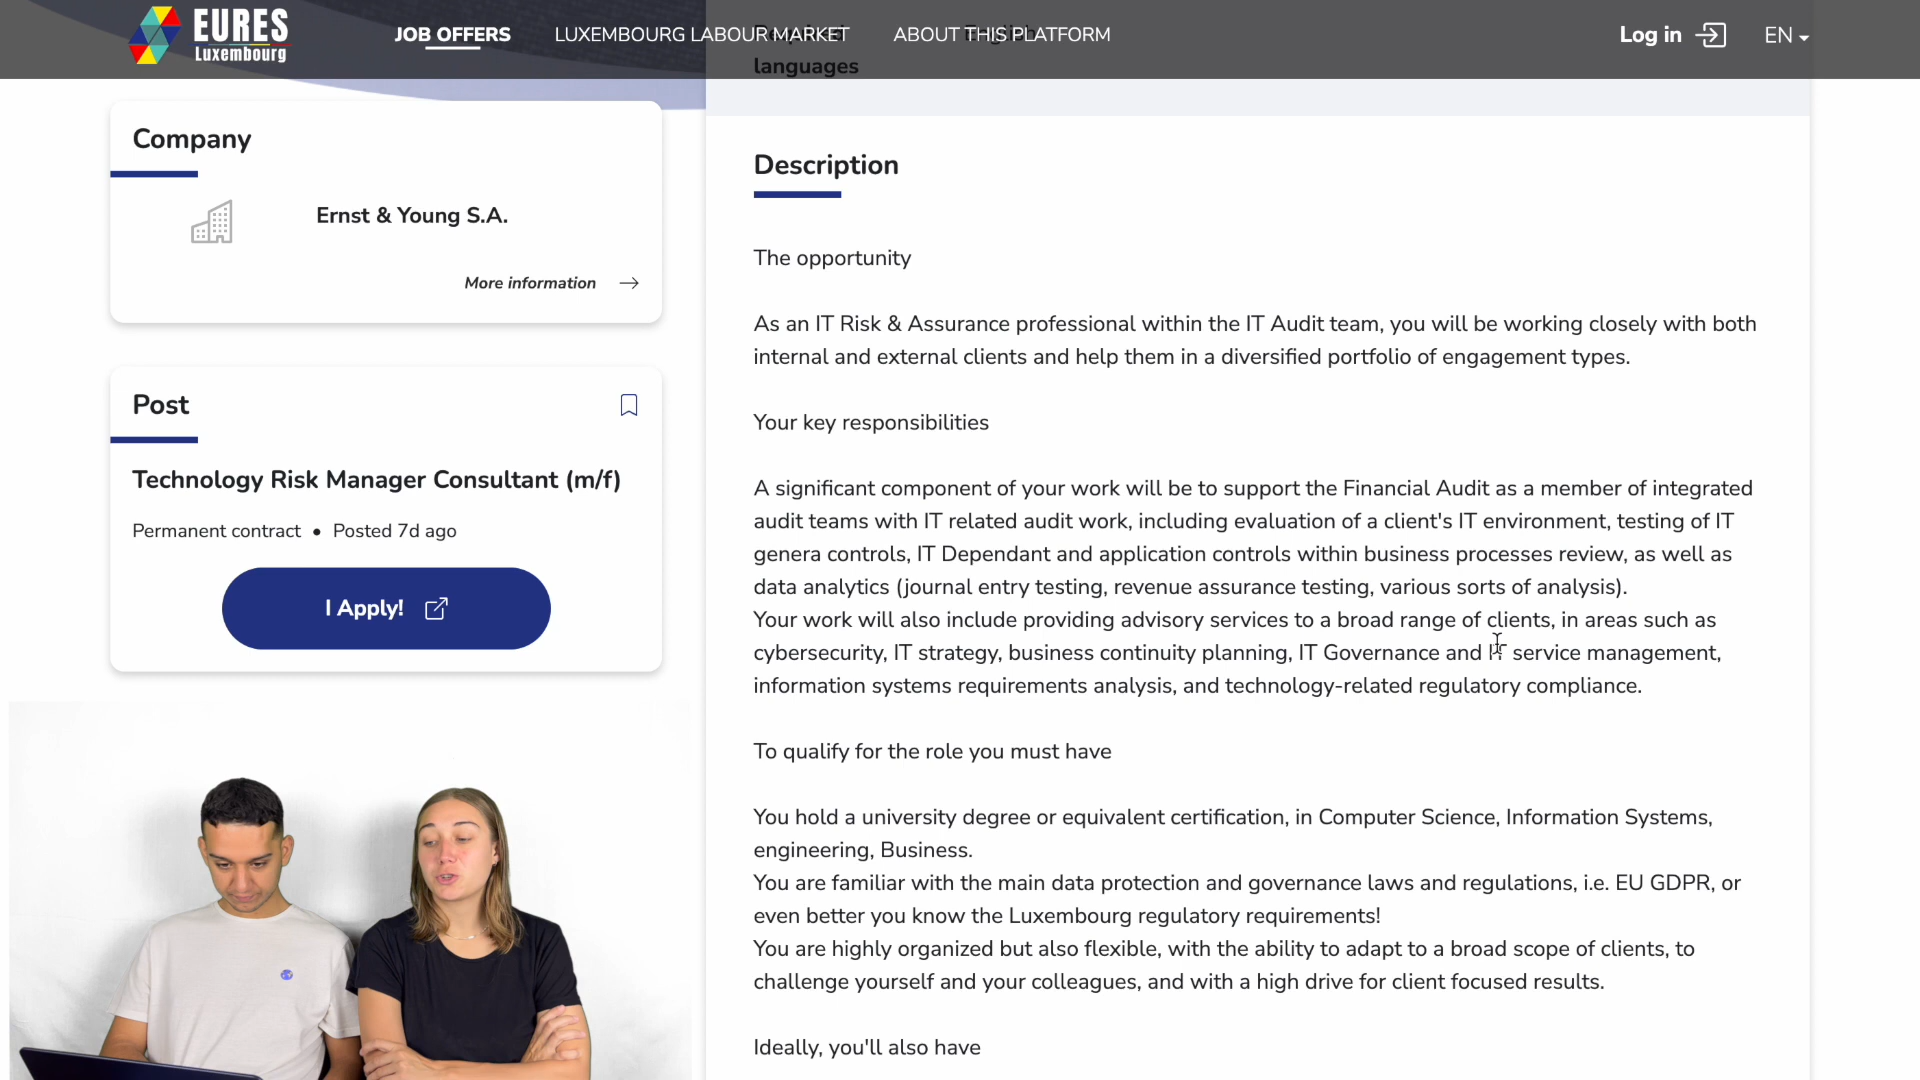 EURES
Luxembourg
JOB OFFERS
LUXEMBOURG LABOUR MARKET
ABOUT THIS PLATFORM
Log in
EN
languages
Company
Ernst & Young S.A.
More information
Post
Technology Risk Manager Consultant (m/f)
Permanent contract • Posted 7d ago
I Apply!
Description
The opportunity
As an IT Risk & Assurance professional within the IT Audit team, you will be working closely with both
internal and external clients and help them in a diversified portfolio of engagement types.
Your key responsibilities
A significant component of your work will be to support the Financial Audit as a member of integrated
audit teams with IT related audit work, including evaluation of a client's IT environment, testing of IT
genera controls, IT Dependant and application controls within business processes review, as well as
data analytics (journal entry testing, revenue assurance testing, various sorts of analysis).
Your work will also include providing advisory services to a broad range of clients, in areas such as
cybersecurity, IT strategy, business continuity planning, IT Governance and IT service management,
information systems requirements analysis, and technology-related regulatory compliance.
To qualify for the role you must have
You hold a university degree or equivalent certification, in Computer Science, Information Systems,
engineering, Business.
You are familiar with the main data protection and governance laws and regulations, i.e. EU GDPR, or
even better you know the Luxembourg regulatory requirements!
You are highly organized but also flexible, with the ability to adapt to a broad scope of clients, to
challenge yourself and your colleagues, and with a high drive for client focused results.
Ideally, you'll also have